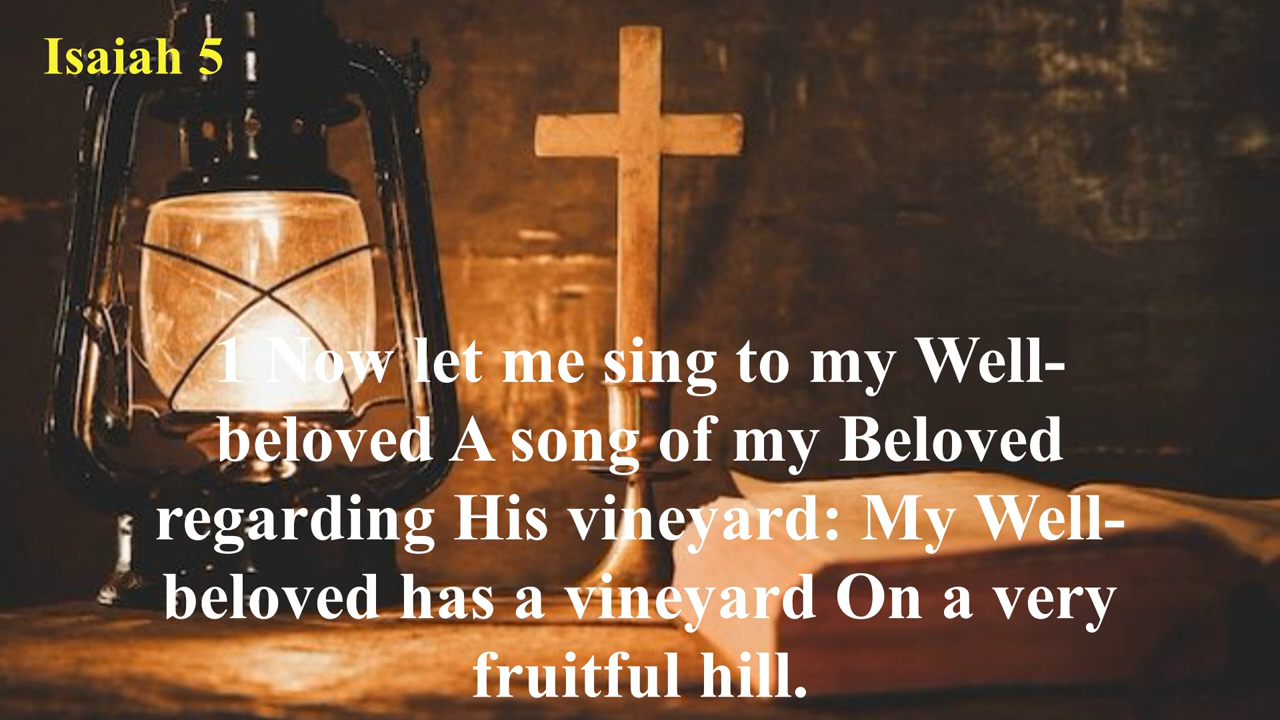 Isaiah 5
1 Now let me sing to my Well-
beloved A song of my Beloved
regarding His vineyard: My Well-
beloved has a vineyard On a very
fruitful hill.